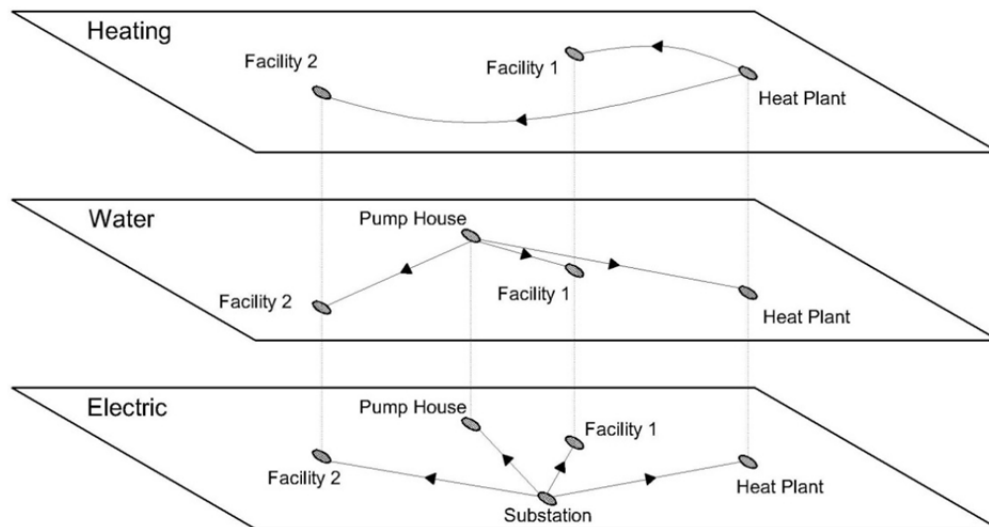 Heating
Facility 2
Facility 1
Heat Plant
Water
Pump House
Facility 2
Facility 1
Heat Plant
Electric
Pump House
Facility 1
Facility 2
Heat Plant
Substation